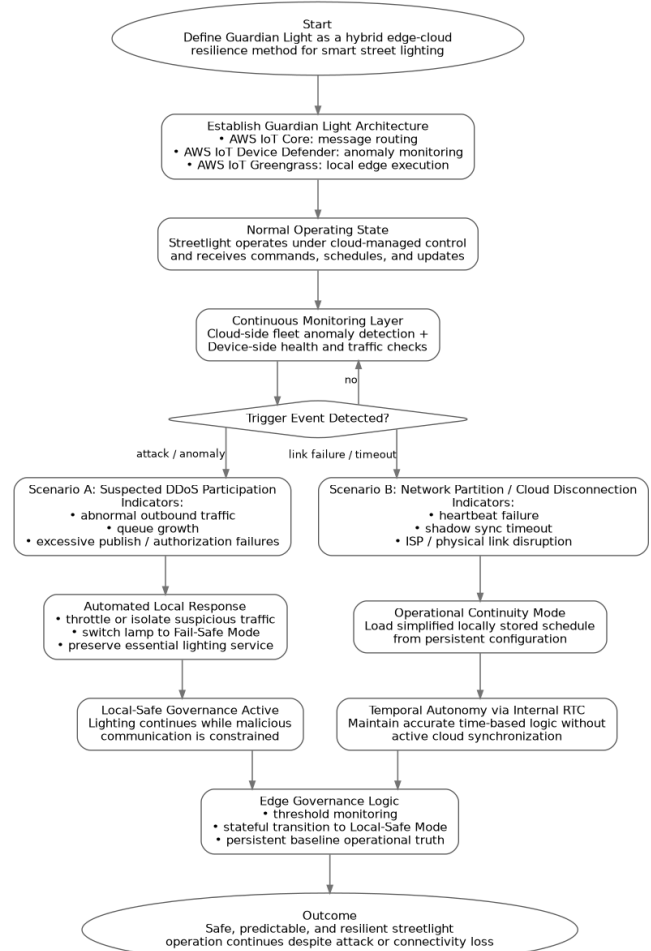 Start
Define Guardian Light as a hybrid edge-cloud
resilience method for smart street lighting
Establish Guardian Light Architecture
• AWS IoT Core: message routing
• AWS IoT Device Defender: anomaly monitoring
• AWS IoT Greengrass: local edge execution
Normal Operating State
Streetlight operates under cloud-managed control
and receives commands, schedules, and updates
Continuous Monitoring Layer
Cloud-side fleet anomaly detection +
Device-side health and traffic checks
no
Trigger Event Detected?
attack / anomaly
link failure / timeout
Scenario A: Suspected DDoS Participation
Indicators:
• abnormal outbound traffic
• queue growth
• excessive publish / authorization failures
Scenario B: Network Partition / Cloud Disconnection
Indicators:
• heartbeat failure
• shadow sync timeout
• ISP / physical link disruption
Automated Local Response
• throttle or isolate suspicious traffic
• switch lamp to Fail-Safe Mode
• preserve essential lighting service
Operational Continuity Mode
Load simplified locally stored schedule
from persistent configuration
Local-Safe Governance Active
Lighting continues while malicious
communication is constrained
Temporal Autonomy via Internal RTC
Maintain accurate time-based logic without
active cloud synchronization
Edge Governance Logic
• threshold monitoring
• stateful transition to Local-Safe Mode
• persistent baseline operational truth
Outcome
Safe, predictable, and resilient streetlight
operation continues despite attack or connectivity loss